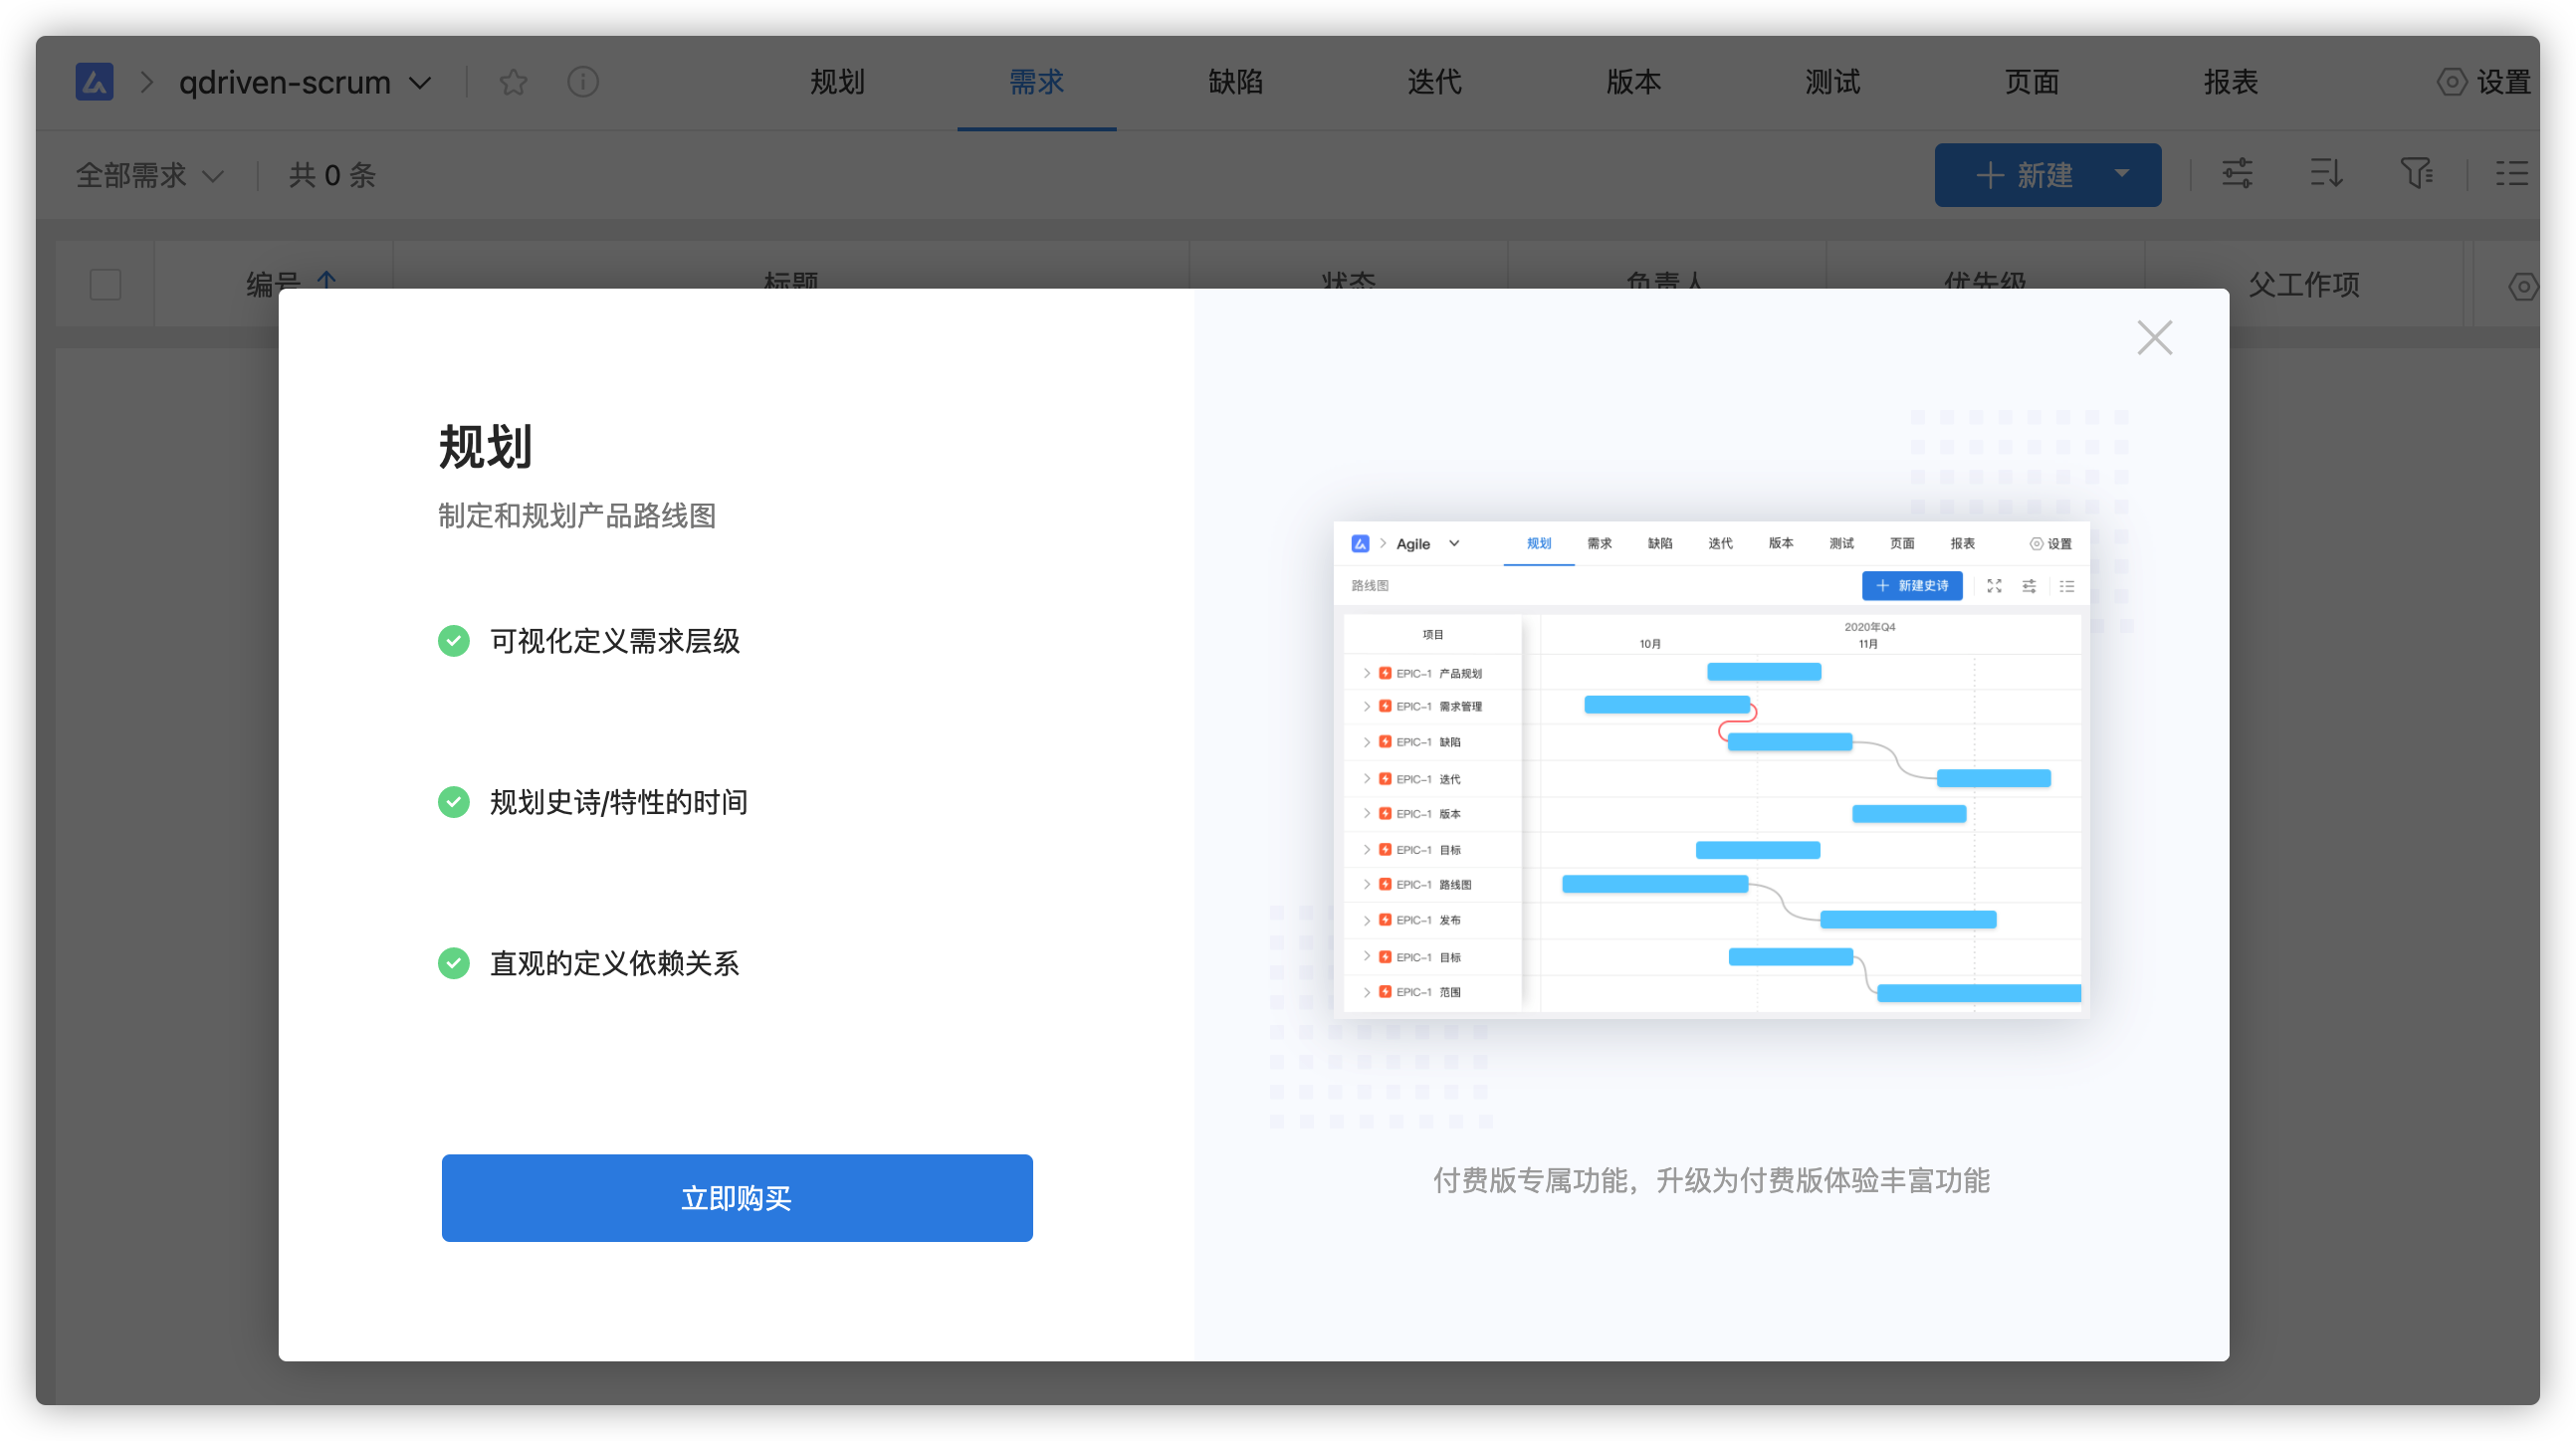 qdriven-scrum
规划 需求 缺陷 迭代 版本 测试 页面 报表 设置
全部需求 共 0 条 新建
编号 标题 状态 负责人 优先级 父工作项
规划
制定和规划产品路线图
可视化定义需求层级
规划史诗/特性的时间
直观的定义依赖关系
立即购买
Agile 规划 需求 缺陷 迭代 版本 测试 页面 报表 设置
路线图 新建史诗
项目 2020年Q4
10月 11月
EPIC-1 产品规划
EPIC-1 需求管理
EPIC-1 缺陷
EPIC-1 迭代
EPIC-1 版本
EPIC-1 目标
EPIC-1 路线图
EPIC-1 发布
EPIC-1 目标
EPIC-1 范围
付费版专属功能，升级为付费版体验丰富功能